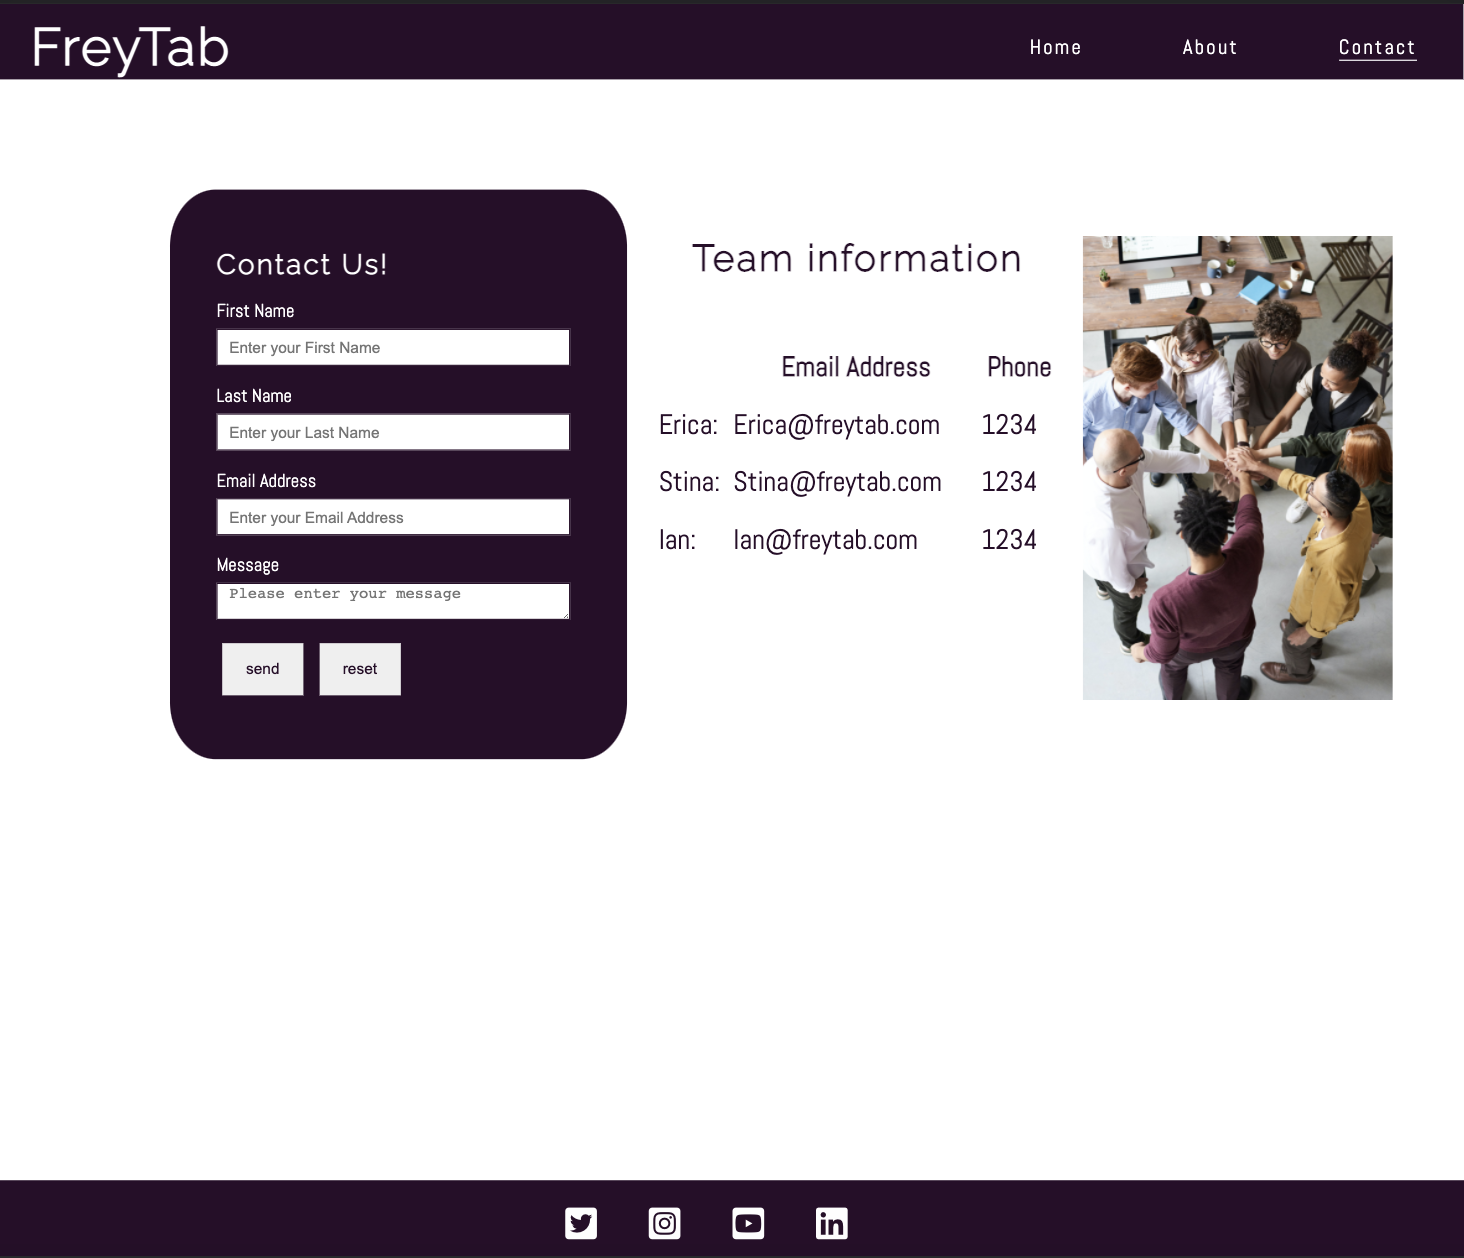 FreyTab
Home About Contact
Contact Us!
First Name
Enter your First Name
Last Name
Enter your Last Name
Email Address
Enter your Email Address
Message
Please enter your message
send reset
Team information
Email Address Phone
Erica: Erica@freytab.com 1234
Stina: Stina@freytab.com 1234
Ian: Ian@freytab.com 1234
in